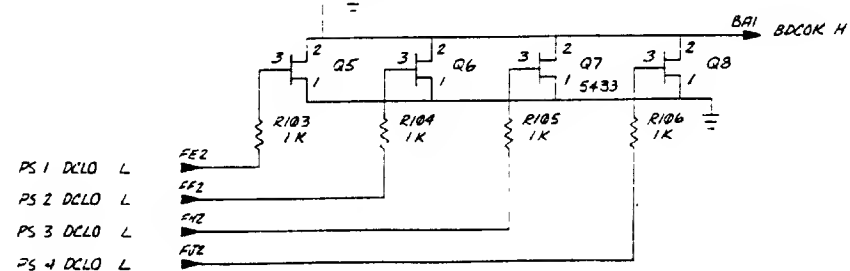 BA1 BDCOK H
3 2 Q5 1
3 2 Q6 1
3 2 Q7 1
5433
3 2 Q8 1
R103 1K
R104 1K
R105 1K
R106 1K
PS 1 DCLO L FE2
PS 2 DCLO L FF2
PS 3 DCLO L FH2
PS 4 DCLO L FJ2